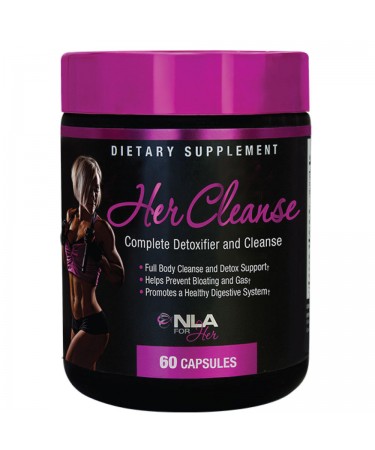 DIETARY SUPPLEMENT
Her Cleanse
Complete Detoxifier and Cleanse
• Full Body Cleanse and Detox Support†
• Helps Prevent Bloating and Gas†
• Promotes a Healthy Digestive System†
NLA
FOR Her
60 CAPSULES